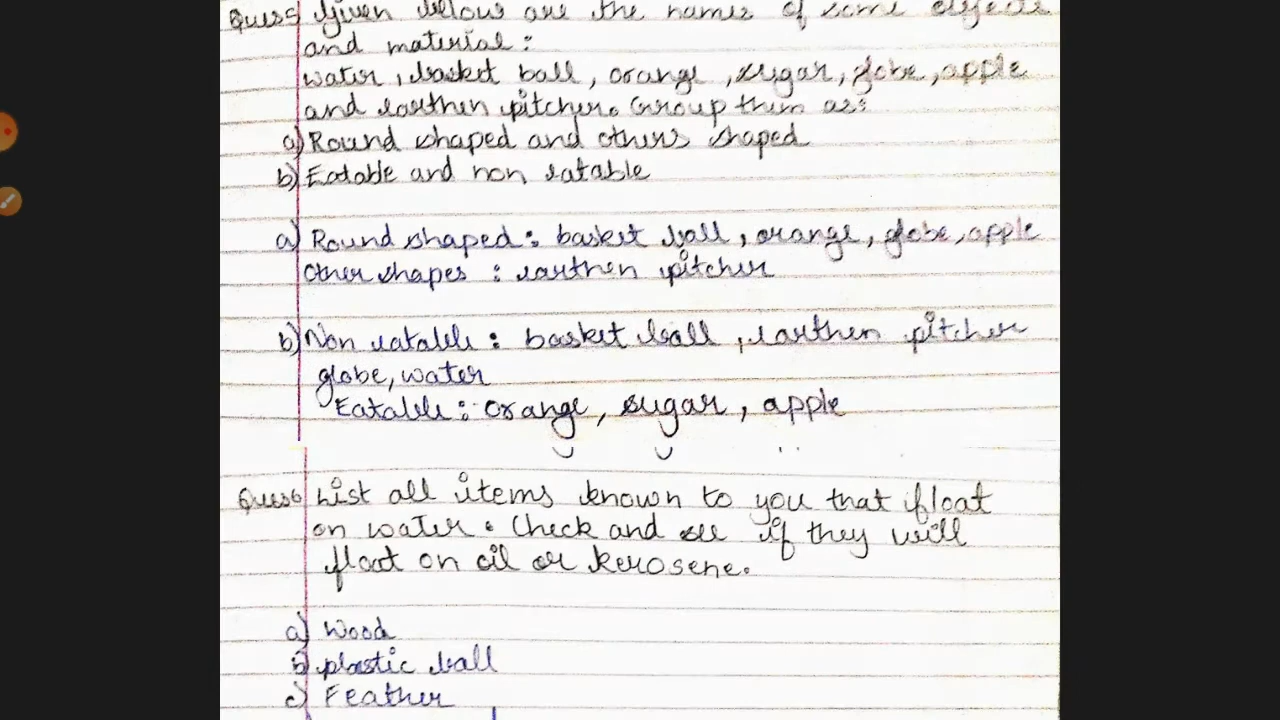 Ques5 Given bellow are the names of some objects
and material:
water, basket ball, orange, sugar, globe, apple
and earthen pitcher. Group them as:
a) Round shaped and others shaped
b) Eatable and non eatable
a) Round shaped: basket ball, orange, globe, apple
Other shapes: earthen pitcher
b) Non eatable: basket ball, earthen pitcher
globe, water
Eatable: orange, sugar, apple
Ques6 List all items known to you that float
on water. Check and see if they will
float on oil or kerosene.
a) Wood
b) plastic ball
c) Feather